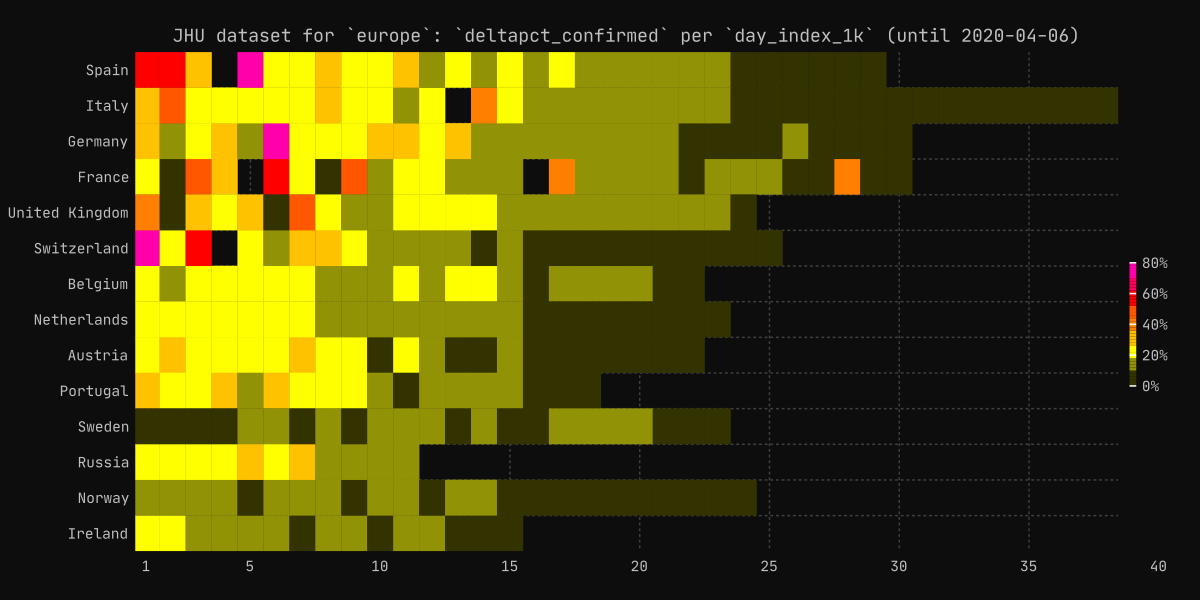 JHU dataset for `europe`: `deltapct_confirmed` per `day_index_1k` (until 2020-04-06)
Spain
Italy
Germany
France
United Kingdom
Switzerland
Belgium
Netherlands
Austria
Portugal
Sweden
Russia
Norway
Ireland
80%
60%
40%
20%
0%
1 5 10 15 20 25 30 35 40